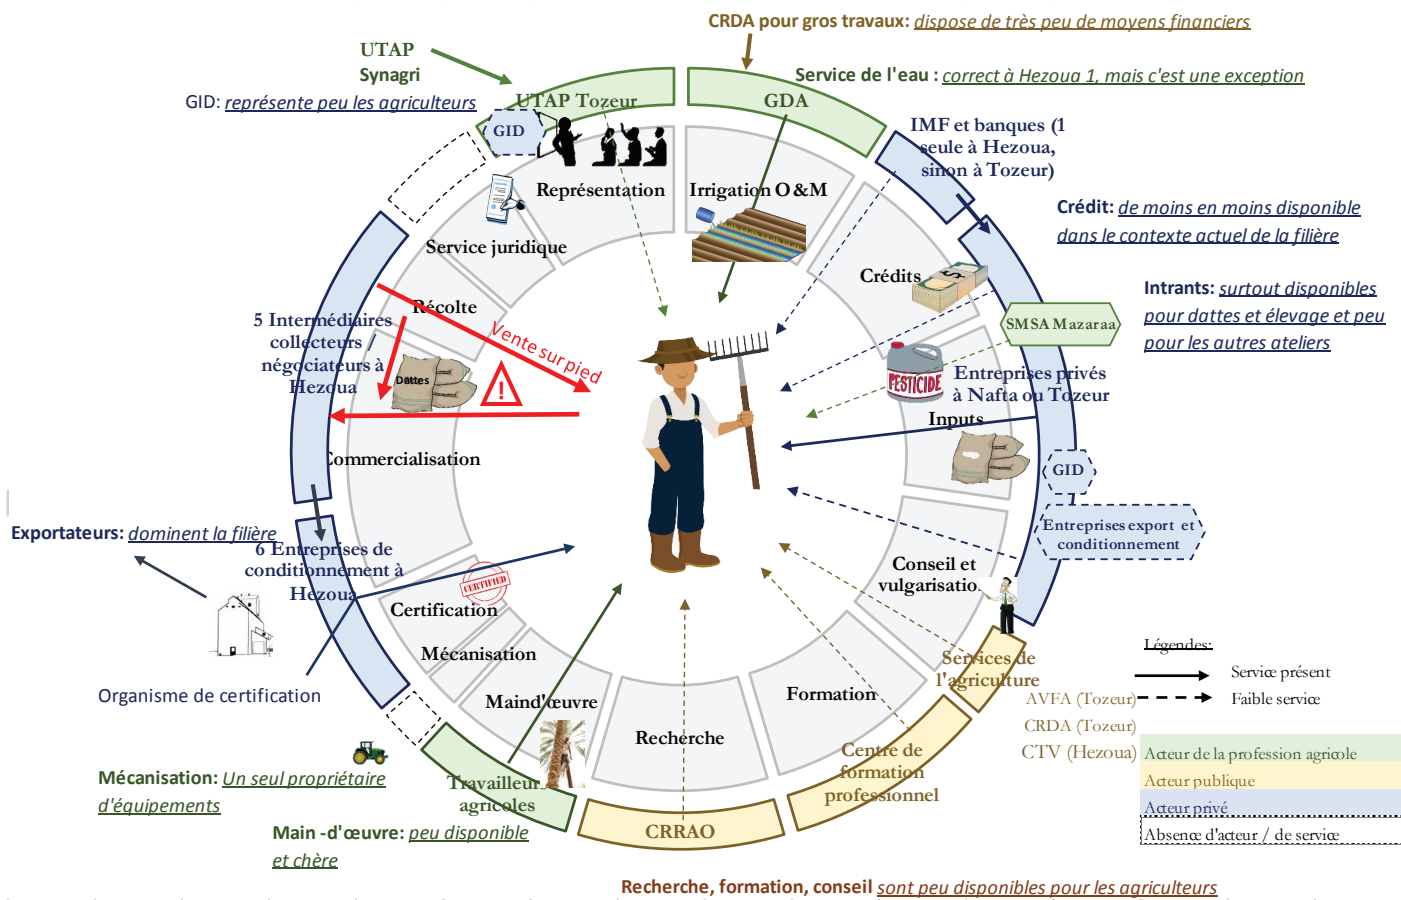 CRDA pour gros travaux: dispose de très peu de moyens financiers
UTAP
Synagri
Service de l'eau : correct à Hezoua 1, mais c'est une exception
GID: représente peu les agriculteurs
UTAP Tozeur
GDA
GID
IMF et banques (1
seule à Hezoua,
sinon à Tozeur)
Représentation
Irrigation O &M
Crédit: de moins en moins disponible
dans le contexte actuel de la filière
Service juridique
Crédits
Récolte
Intrants: surtout disponibles
pour dattes et élevage et peu
pour les autres ateliers
5 Intermédiaires
collecteurs /
négociateurs à
Hezoua
Vente sur pied
SMSA Mazaraa
Dattes
!
PESTICIDE
Entreprises privés
à Nafta ou Tozeur
Inputs
Commercialisation
GID
Exportateurs: dominent la filière
Entreprises export et
conditionnement
6 Entreprises de
conditionnement à
Hezoua
CERTIFIED
Certification
Conseil et
vulgarisation
Mécanisation
Services de
l'agriculture
Légendes:
Service présent
Faible service
Organisme de certification
Maind'œuvre
Formation
AVFA (Tozeur)
CRDA (Tozeur)
CTV (Hezoua)
Recherche
Acteur de la profession agricole
Acteur publique
Acteur privé
Absence d'acteur / de service
Mécanisation: Un seul propriétaire
d'équipements
Travailleurs
agricoles
Centre de
formation
professionnel
Main -d'œuvre: peu disponible
et chère
CRRAO
Recherche, formation, conseil sont peu disponibles pour les agriculteurs